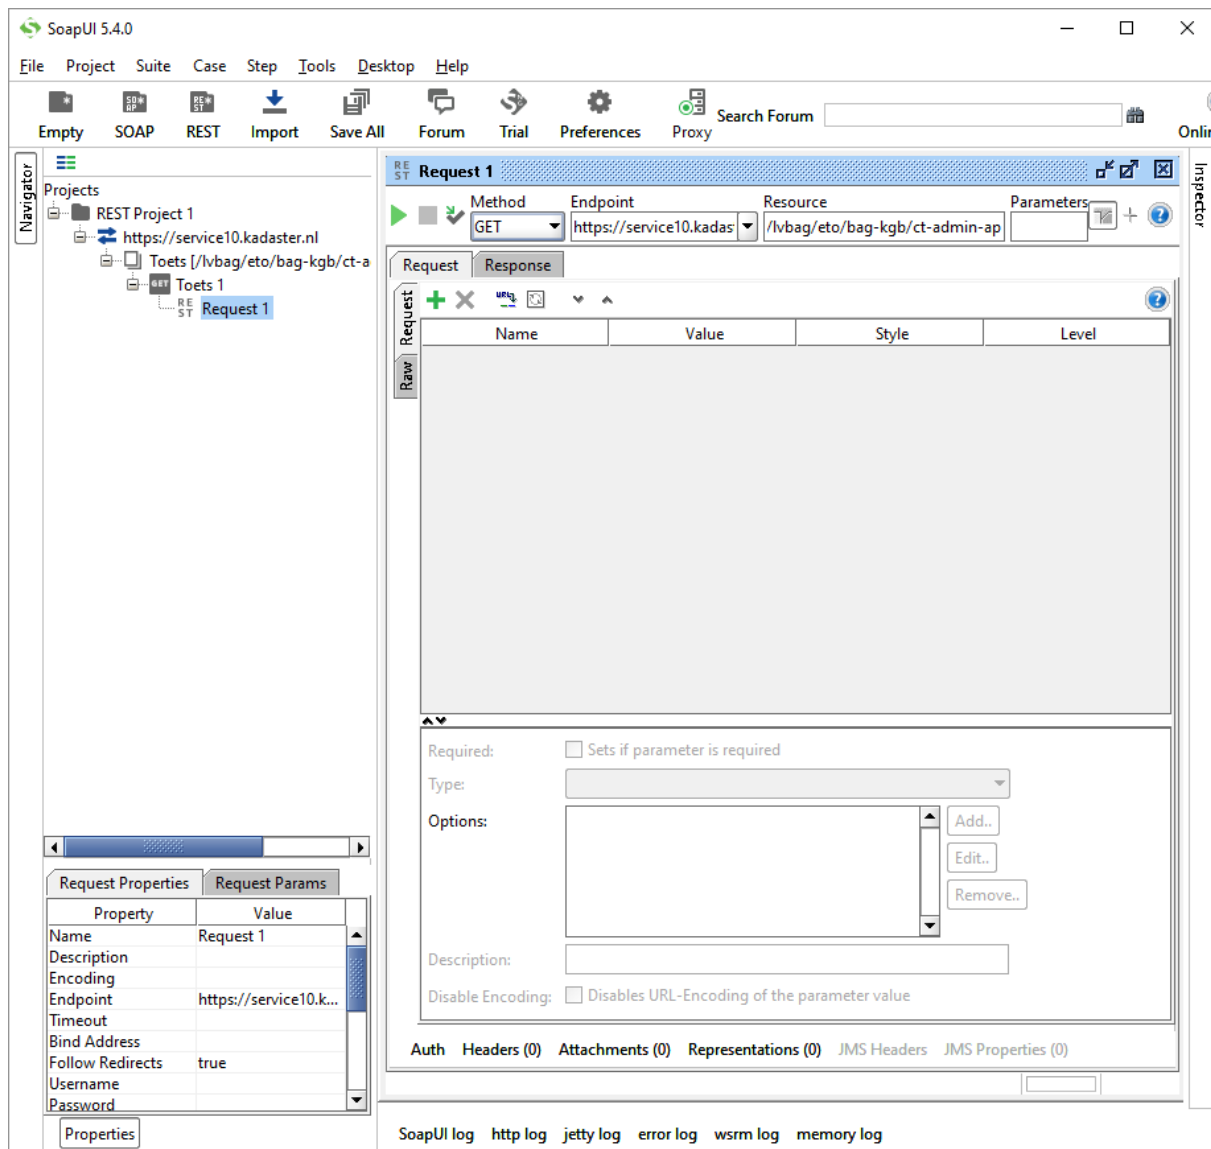 SoapUI 5.4.0
File Project Suite Case Step Tools Desktop Help
Empty SOAP REST Import Save All Forum Trial Preferences Proxy Search Forum Onlin
Navigator
Projects
REST Project 1
https://service10.kadaster.nl
Toets [/lvbag/eto/bag-kgb/ct-a
GET Toets 1
REST Request 1
Request Properties Request Params
Property Value
Name Request 1
Description
Encoding
Endpoint https://service10.k...
Timeout
Bind Address
Follow Redirects true
Username
Password
Properties
REST Request 1
Method Endpoint Resource Parameters
GET https://service10.kadas /lvbag/eto/bag-kgb/ct-admin-ap
Request Response
Request
Raw
URL
Name Value Style Level
Required: Sets if parameter is required
Type:
Options: Add..
Edit..
Remove..
Description:
Disable Encoding: Disables URL-Encoding of the parameter value
Auth Headers (0) Attachments (0) Representations (0) JMS Headers JMS Properties (0)
SoapUI log http log jetty log error log wsrm log memory log
Inspector